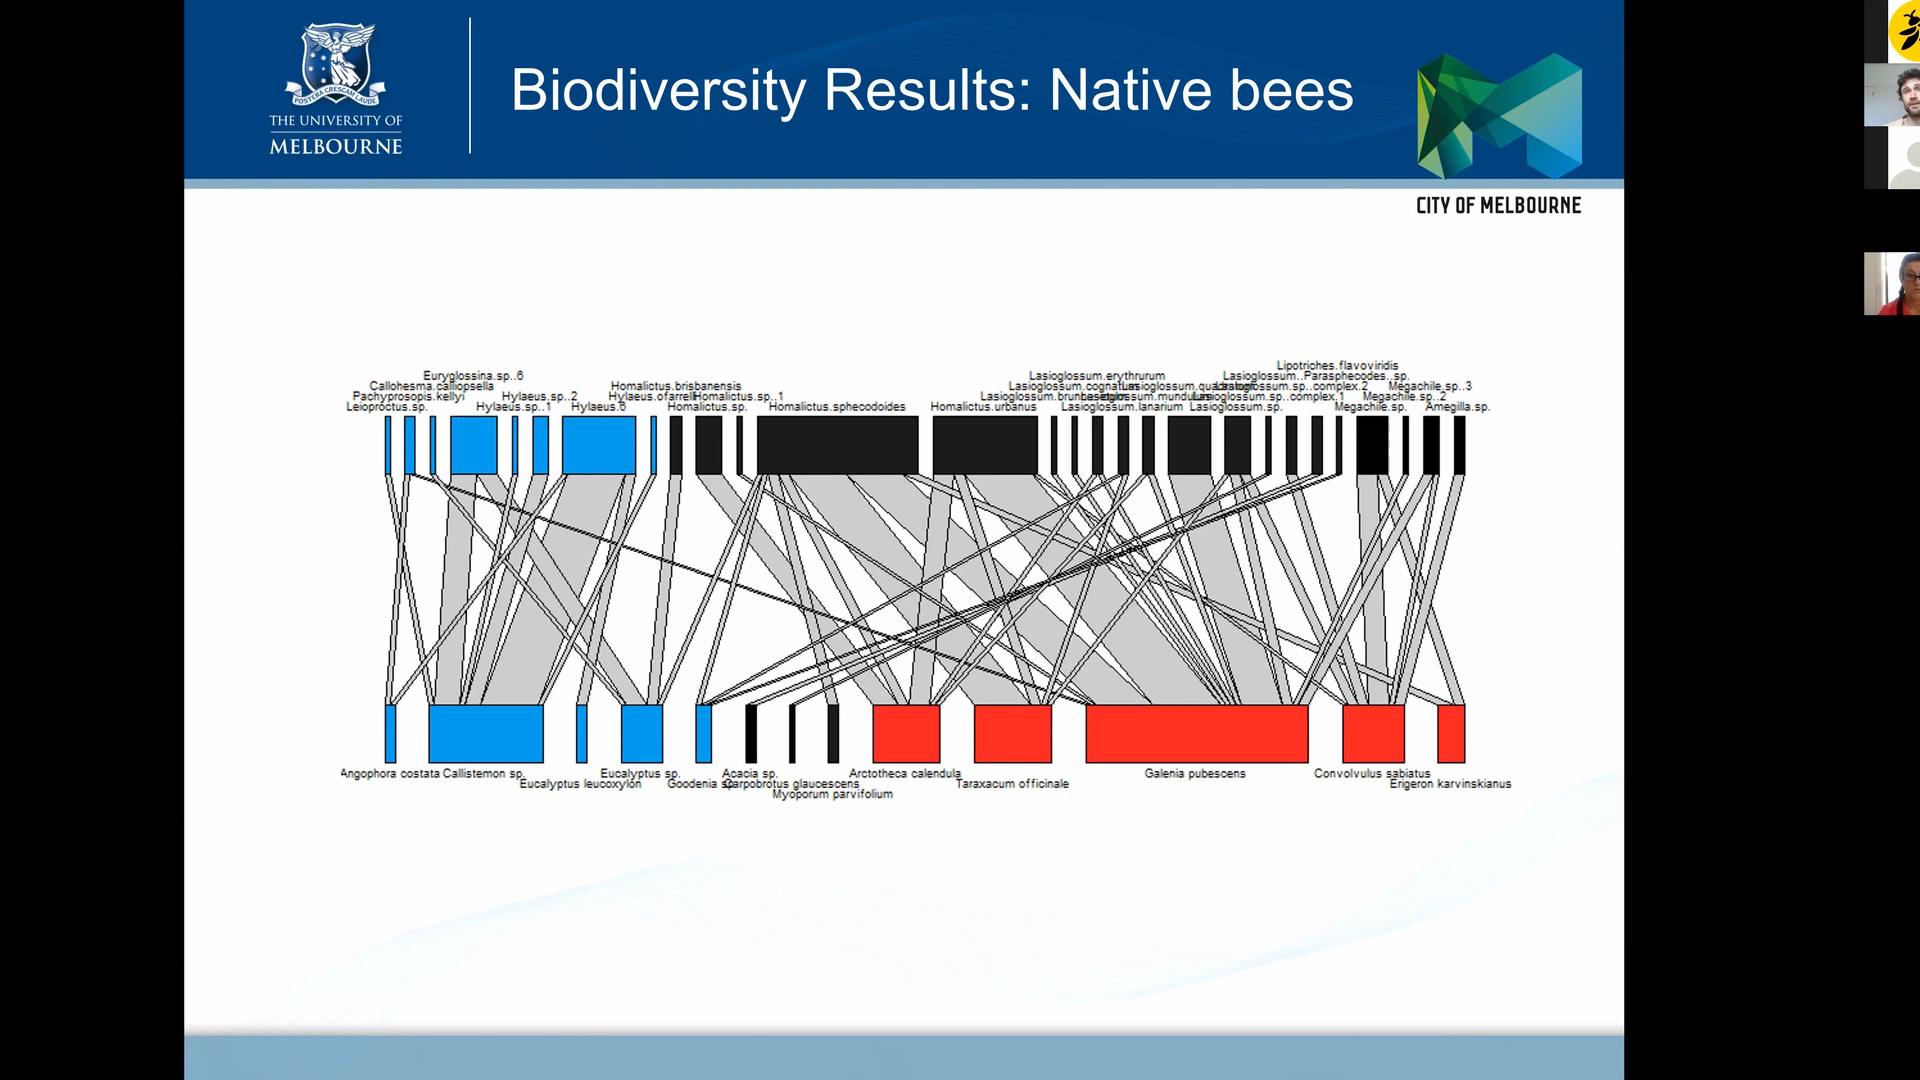 POSTERA CRESCAM LAUDE
THE UNIVERSITY OF
MELBOURNE
Biodiversity Results: Native bees
CITY OF MELBOURNE
Lipotriches.flavoviridis
Euryglossina.sp..6
Lasioglossum.erythrurum
Lasioglossum..Parasphecodes..sp.
Callohesma.calliopsella
Homalictus.brisbanensis
Lasioglossum.cognatum
Lasioglossum.sp..complex.2
Megachile.sp..3
Pachyprosopis.kellyi
Hylaeus.sp..2
Hylaeus.ofarrelli
Homalictus.sp..1
Lasioglossum.mundulum
Lasioglossum.sp..complex.1
Megachile.sp..2
Leioproctus.sp.
Hylaeus.sp..1
Hylaeus.6
Homalictus.sp.
Homalictus.sphecodoides
Homalictus.urbanus
Lasioglossum.lanarium
Lasioglossum.sp.
Megachile.sp.
Amegilla.sp.
Angophora costata
Callistemon sp.
Eucalyptus sp.
Acacia sp.
Arctotheca calendula
Galenia pubescens
Convolvulus sabiatus
Eucalyptus leucoxylon
Goodenia sp.
Carpobrotus glaucescens
Taraxacum officinale
Erigeron karvinskianus
Myoporum parvifolium